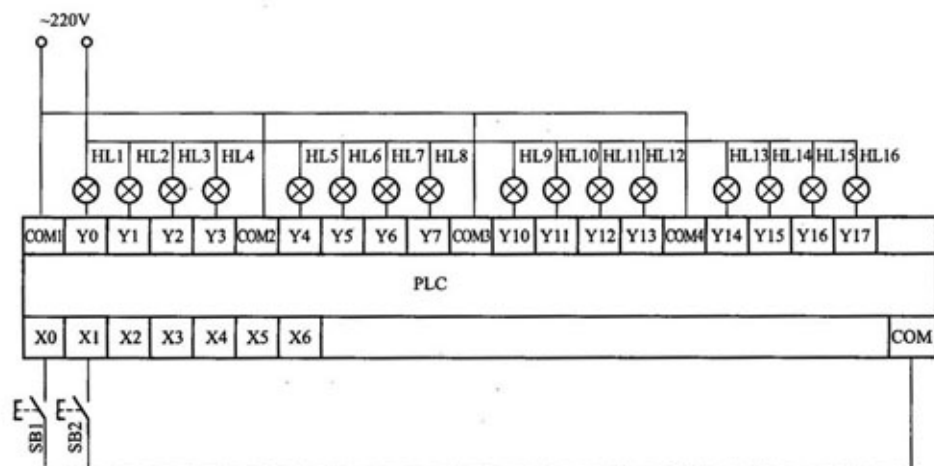 ~220V
HL1 HL2 HL3 HL4 HL5 HL6 HL7 HL8 HL9 HL10 HL11 HL12 HL13 HL14 HL15 HL16
COM1 Y0 Y1 Y2 Y3 COM2 Y4 Y5 Y6 Y7 COM3 Y10 Y11 Y12 Y13 COM4 Y14 Y15 Y16 Y17
PLC
X0 X1 X2 X3 X4 X5 X6 COM
SB1 SB2